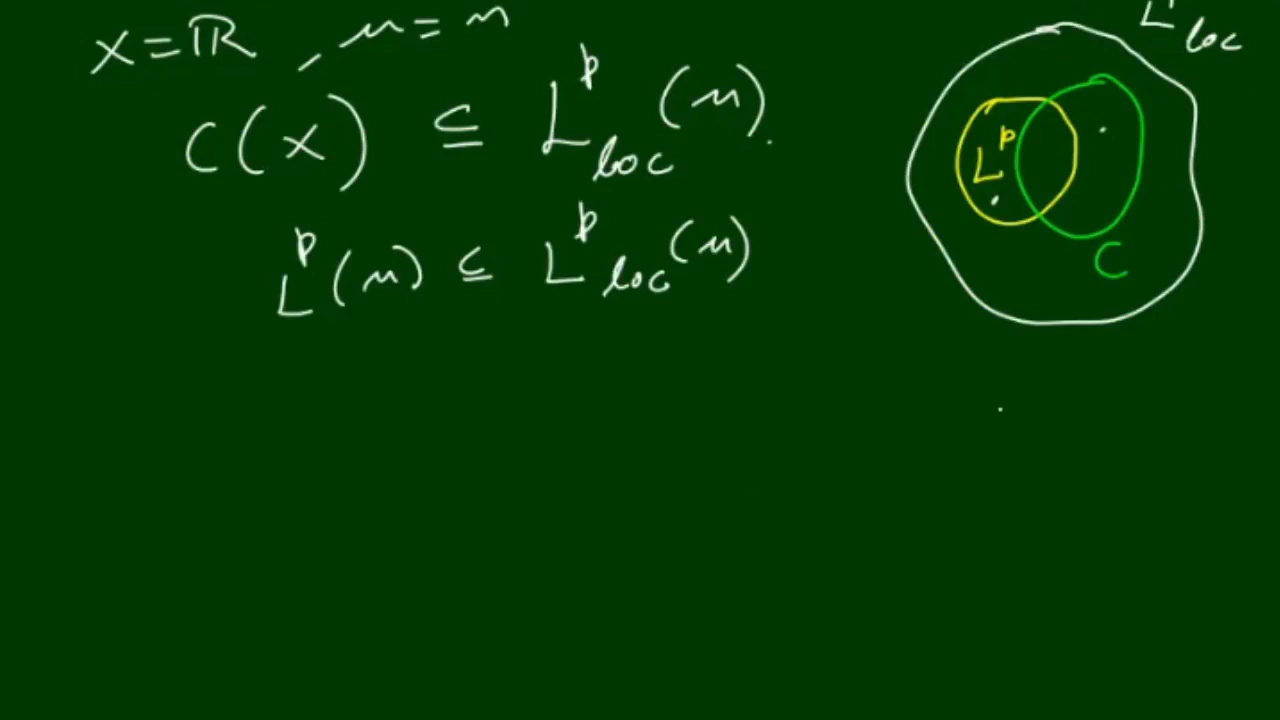 X = ℝ , μ = m
C(X) ⊆ L^p_loc (μ).
L^p (μ) ⊆ L^p_loc (μ)
L^p_loc
L^p
C